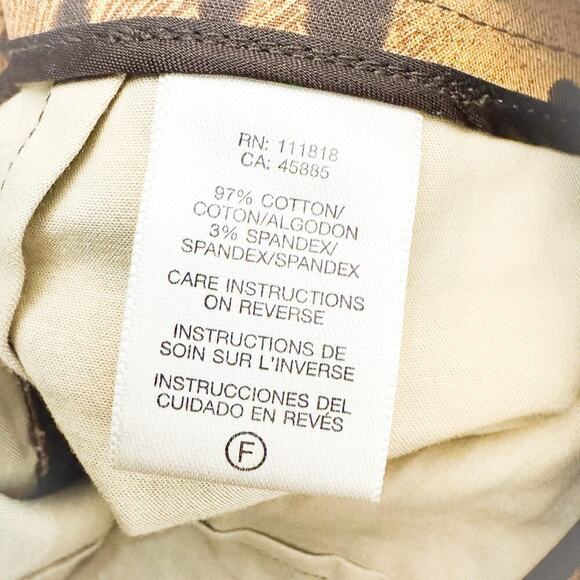 RN: 111818
CA: 45885
97% COTTON/
COTON/ALGODON
3% SPANDEX/
SPANDEX/SPANDEX
CARE INSTRUCTIONS
ON REVERSE
INSTRUCTIONS DE
SOIN SUR L'INVERSE
INSTRUCCIONES DEL
CUIDADO EN REVÉS
F